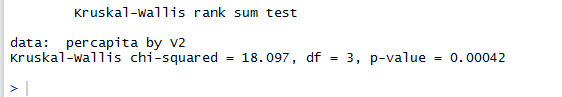 Kruskal-Wallis rank sum test
data:  percapita by V2
Kruskal-Wallis chi-squared = 18.097, df = 3, p-value = 0.00042
>